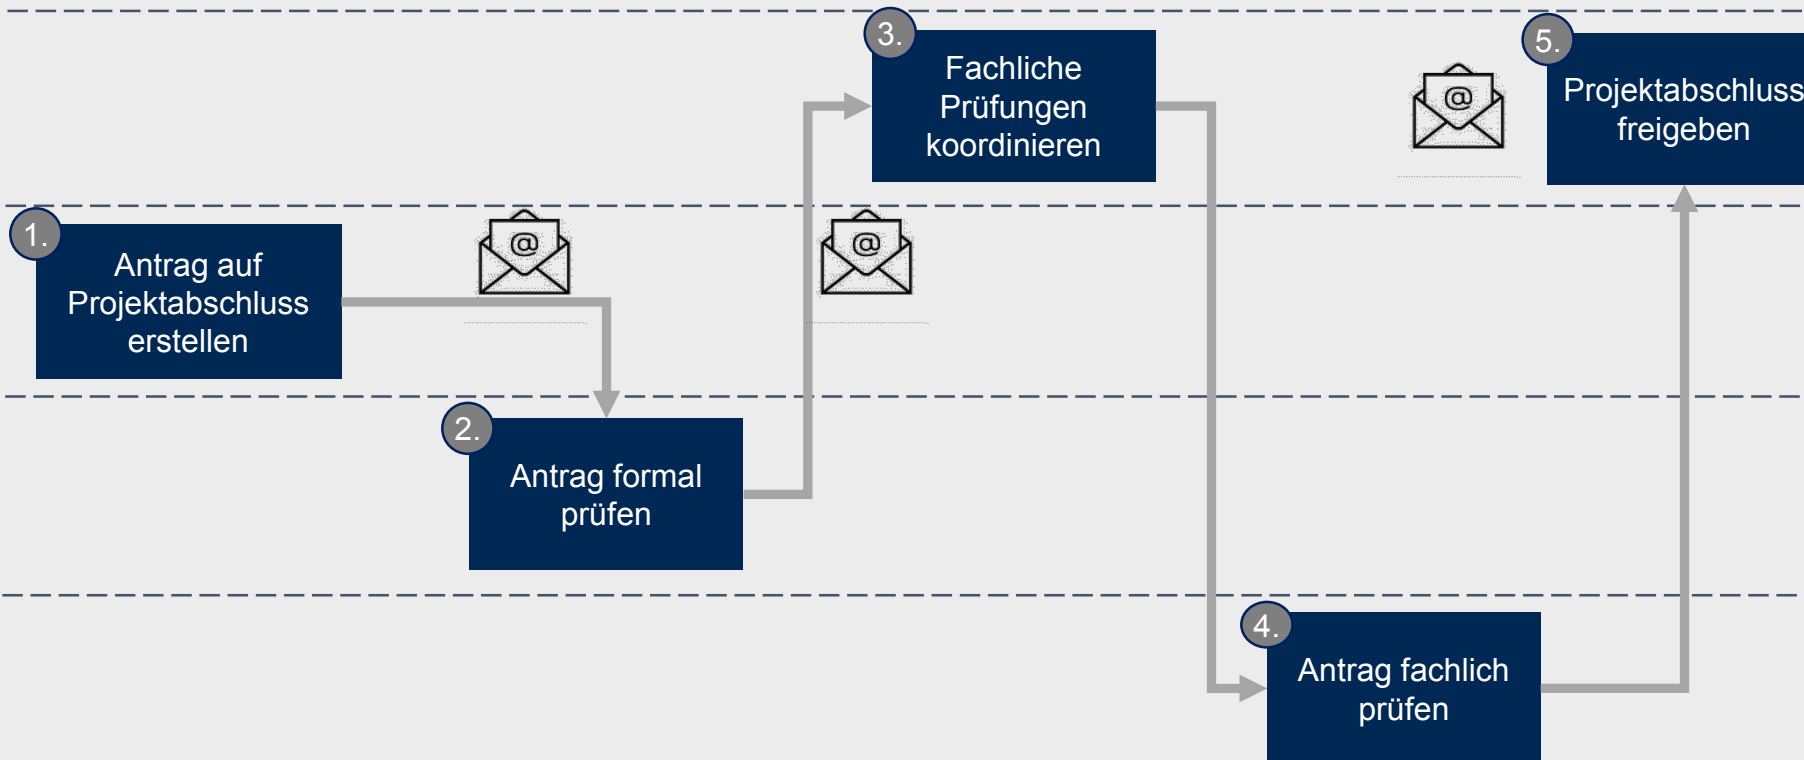 1.
Antrag auf
Projektabschluss
erstellen
@
2.
Antrag formal
prüfen
@
3.
Fachliche
Prüfungen
koordinieren
4.
Antrag fachlich
prüfen
@
5.
Projektabschluss
freigeben